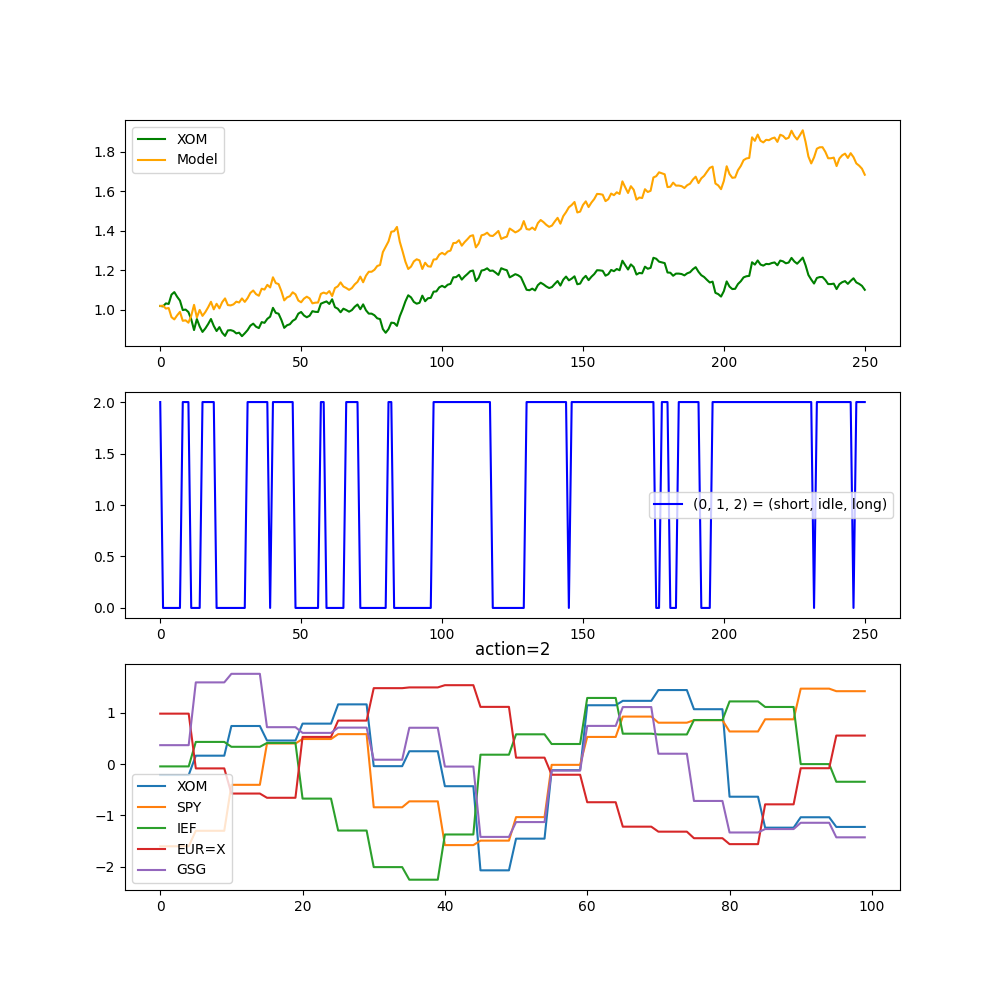 XOM
Model
1.8
1.6
1.4
1.2
1.0
0 50 100 150 200 250
2.0
1.5
1.0
0.5
0.0
(0, 1, 2) = (short, idle, long)
0 50 100 150 200 250
action=2
1
0
−1
−2
XOM
SPY
IEF
EUR=X
GSG
0 20 40 60 80 100